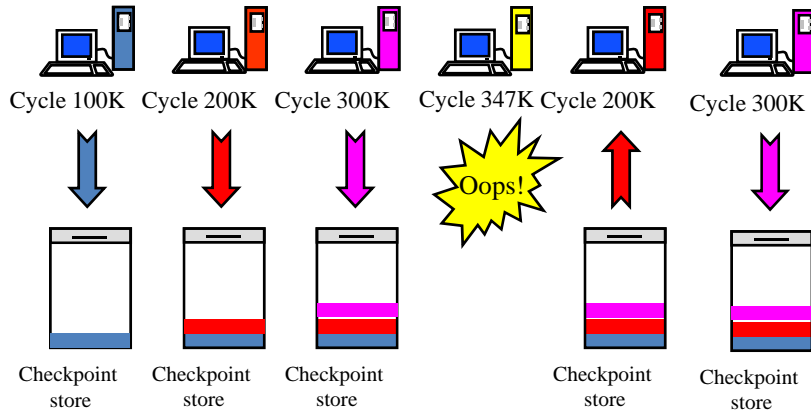 Cycle 100K
Cycle 200K
Cycle 300K
Cycle 347K
Cycle 200K
Cycle 300K
Oops!
Checkpoint
store
Checkpoint
store
Checkpoint
store
Checkpoint
store
Checkpoint
store